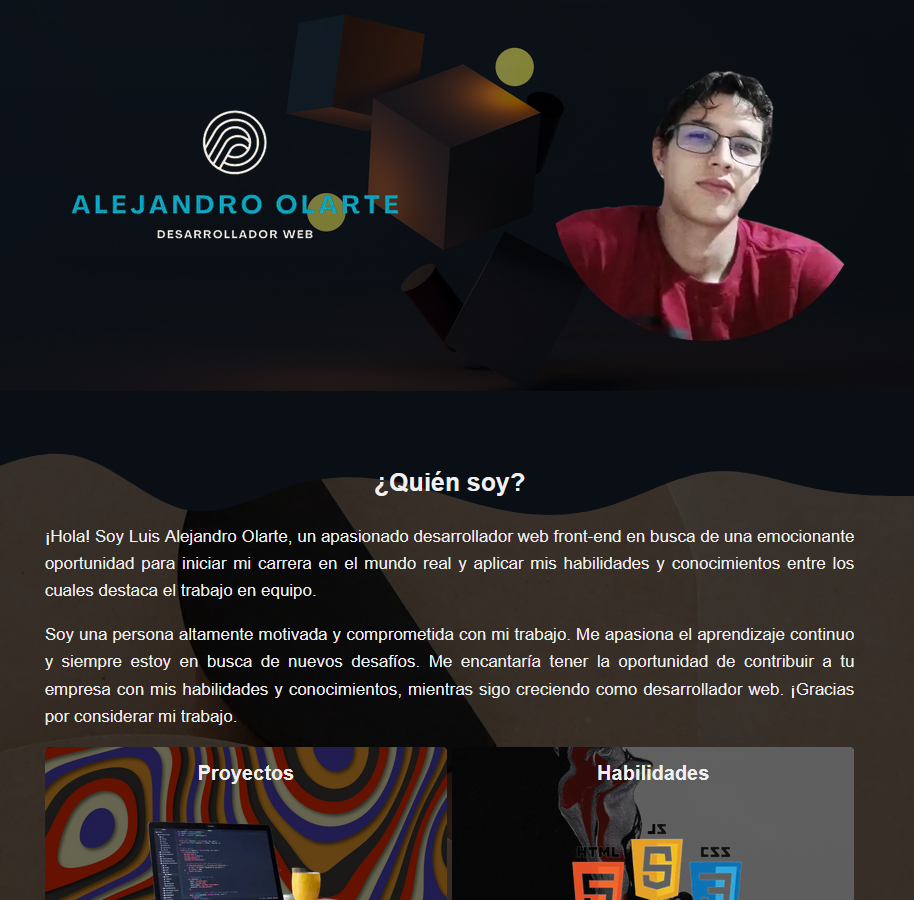 ALEJANDRO OLARTE
DESARROLLADOR WEB
¿Quién soy?
¡Hola! Soy Luis Alejandro Olarte, un apasionado desarrollador web front-end en busca de una emocionante
oportunidad para iniciar mi carrera en el mundo real y aplicar mis habilidades y conocimientos entre los
cuales destaca el trabajo en equipo.
Soy una persona altamente motivada y comprometida con mi trabajo. Me apasiona el aprendizaje continuo
y siempre estoy en busca de nuevos desafíos. Me encantaría tener la oportunidad de contribuir a tu
empresa con mis habilidades y conocimientos, mientras sigo creciendo como desarrollador web. ¡Gracias
por considerar mi trabajo.
Proyectos
Habilidades
HTML
JS
CSS